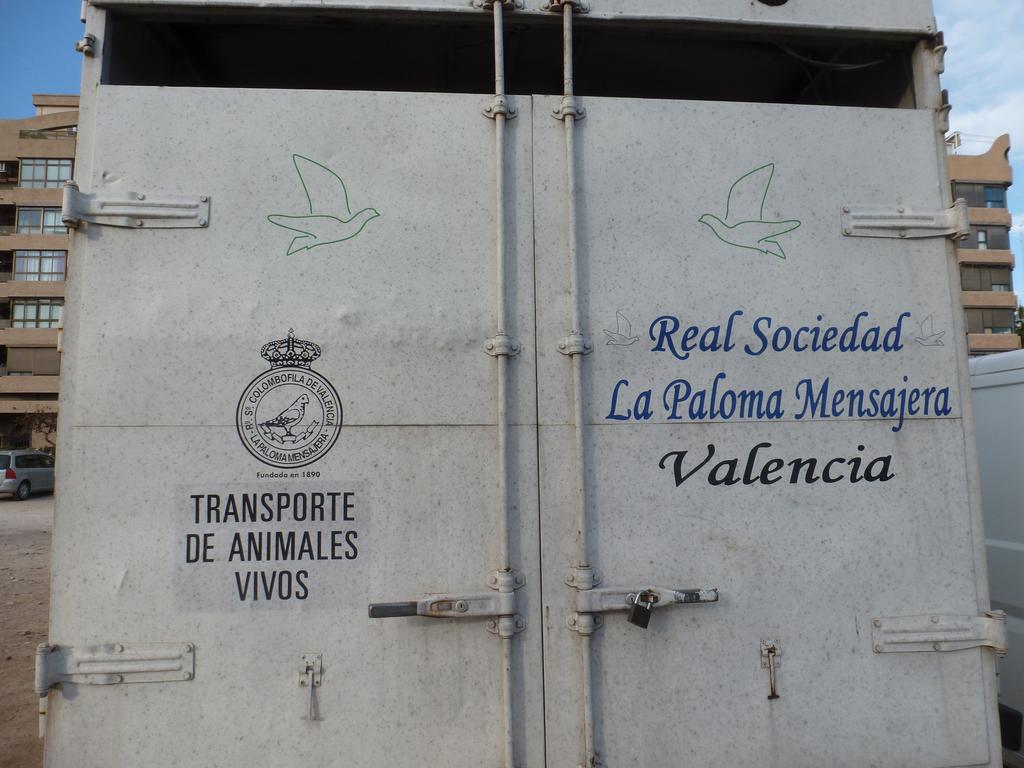 Rl. Sd. COLOMBOFILA DE VALENCIA
LA PALOMA MENSAJERA
Fundada en 1890
TRANSPORTE
DE ANIMALES
VIVOS
Real Sociedad
La Paloma Mensajera
Valencia